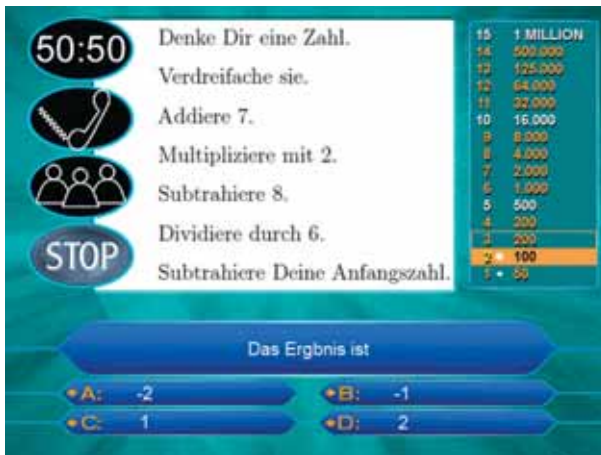 50:50
STOP
Denke Dir eine Zahl.
Verdreifache sie.
Addiere 7.
Multipliziere mit 2.
Subtrahiere 8.
Dividiere durch 6.
Subtrahiere Deine Anfangszahl.
15 1 MILLION
14 500.000
13 125.000
12 64.000
11 32.000
10 16.000
9 8.000
8 4.000
7 2.000
6 1.000
5 500
4 200
3 200
2 100
1 50
Das Ergbnis ist
A: -2
B: -1
C: 1
D: 2